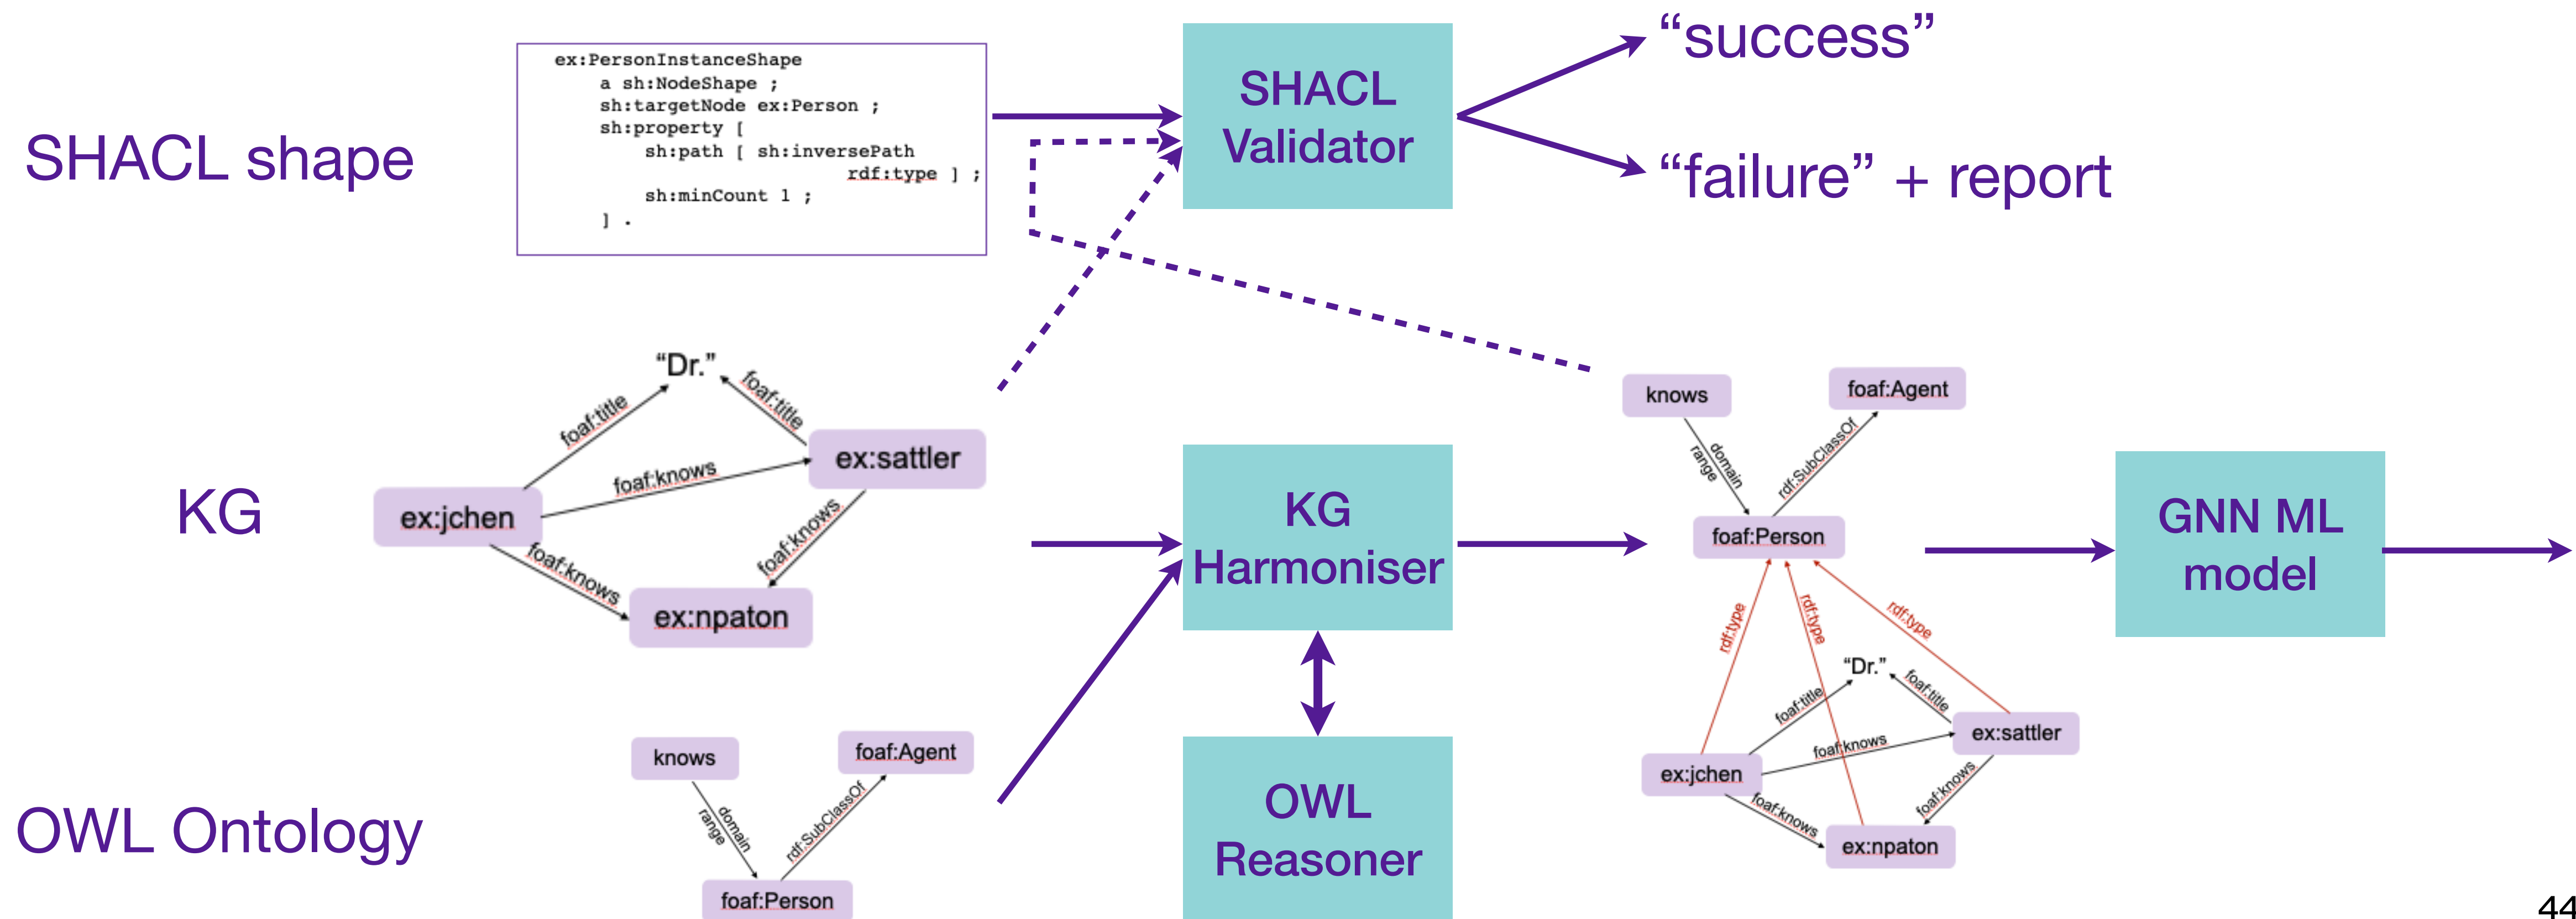 SHACL shape
ex:PersonInstanceShape
a sh:NodeShape ;
sh:targetNode ex:Person ;
sh:property [
sh:path [ sh:inversePath
rdf:type ] ;
sh:minCount 1 ;
] .
SHACL
Validator
“success”
“failure” + report
KG
“Dr.”
foaf:title
foaf:title
ex:sattler
foaf:knows
ex:jchen
foaf:knows
foaf:knows
ex:npaton
KG
Harmoniser
knows
foaf:Agent
domain
range
rdf:SubClassOf
foaf:Person
rdf:type
rdf:type
rdf:type
“Dr.”
foaf:title
foaf:title
ex:sattler
foaf:knows
ex:jchen
foaf:knows
foaf:knows
ex:npaton
GNN ML
model
OWL Ontology
knows
foaf:Agent
domain
range
rdf:SubClassOf
foaf:Person
OWL
Reasoner
44